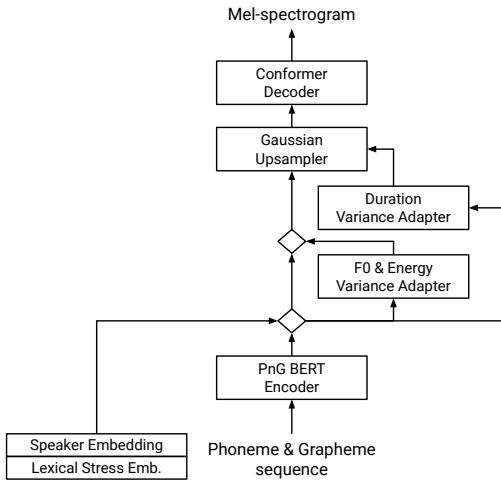 Mel-spectrogram
Conformer
Decoder
Gaussian
Upsampler
Duration
Variance Adapter
F0 & Energy
Variance Adapter
PnG BERT
Encoder
Speaker Embedding
Lexical Stress Emb.
Phoneme & Grapheme
sequence